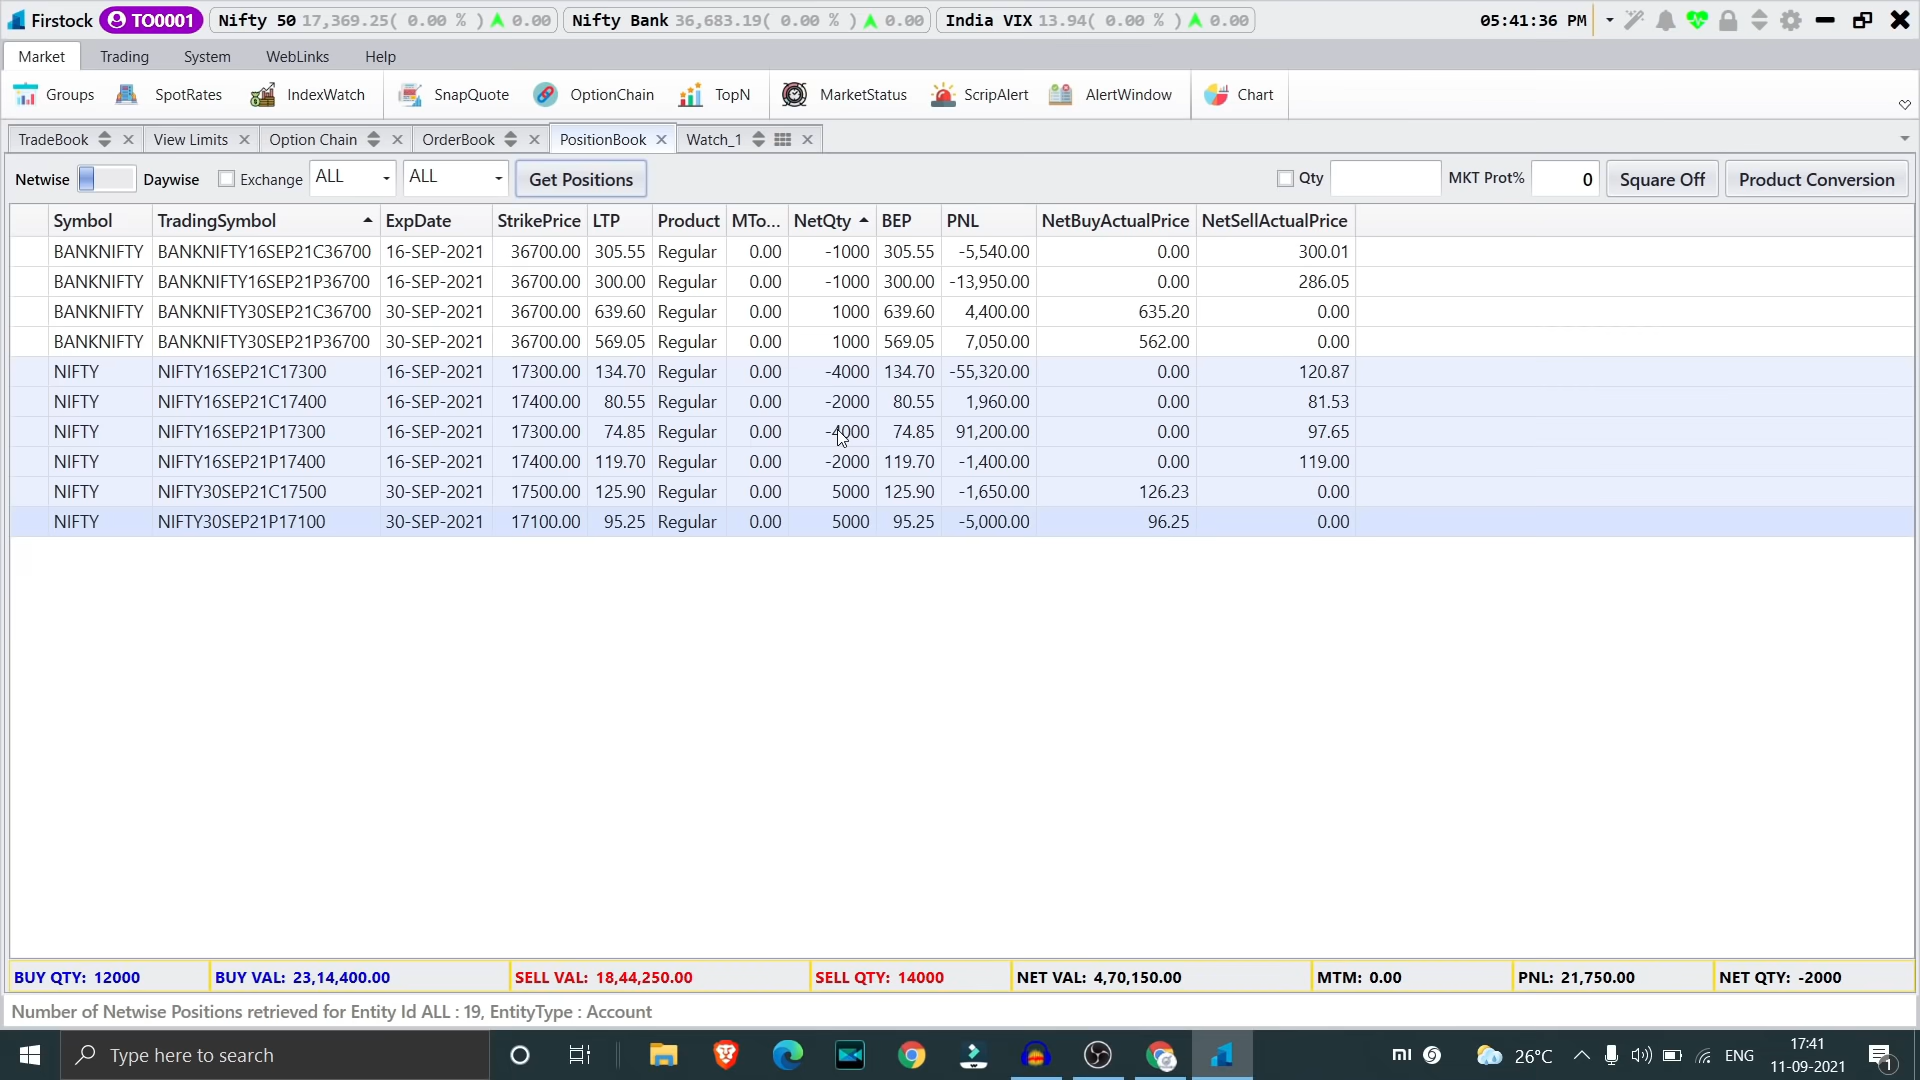 Firstock TO0001 Nifty 50 17,369.25( 0.00 % ) 0.00 Nifty Bank 36,683.19( 0.00 % ) 0.00 India VIX 13.94( 0.00 % ) 0.00 05:41:36 PM
Market Trading System WebLinks Help
Groups SpotRates IndexWatch SnapQuote OptionChain TopN MarketStatus ScripAlert AlertWindow Chart
TradeBook View Limits Option Chain OrderBook PositionBook Watch_1
Netwise Daywise Exchange ALL ALL Get Positions Qty MKT Prot% 0 Square Off Product Conversion
Symbol TradingSymbol ExpDate StrikePrice LTP Product MTo... NetQty BEP PNL NetBuyActualPrice NetSellActualPrice
BANKNIFTY BANKNIFTY16SEP21C36700 16-SEP-2021 36700.00 305.55 Regular 0.00 -1000 305.55 -5,540.00 0.00 300.01
BANKNIFTY BANKNIFTY16SEP21P36700 16-SEP-2021 36700.00 300.00 Regular 0.00 -1000 300.00 -13,950.00 0.00 286.05
BANKNIFTY BANKNIFTY30SEP21C36700 30-SEP-2021 36700.00 639.60 Regular 0.00 1000 639.60 4,400.00 635.20 0.00
BANKNIFTY BANKNIFTY30SEP21P36700 30-SEP-2021 36700.00 569.05 Regular 0.00 1000 569.05 7,050.00 562.00 0.00
NIFTY NIFTY16SEP21C17300 16-SEP-2021 17300.00 134.70 Regular 0.00 -4000 134.70 -55,320.00 0.00 120.87
NIFTY NIFTY16SEP21C17400 16-SEP-2021 17400.00 80.55 Regular 0.00 -2000 80.55 1,960.00 0.00 81.53
NIFTY NIFTY16SEP21P17300 16-SEP-2021 17300.00 74.85 Regular 0.00 -4000 74.85 91,200.00 0.00 97.65
NIFTY NIFTY16SEP21P17400 16-SEP-2021 17400.00 119.70 Regular 0.00 -2000 119.70 -1,400.00 0.00 119.00
NIFTY NIFTY30SEP21C17500 30-SEP-2021 17500.00 125.90 Regular 0.00 5000 125.90 -1,650.00 126.23 0.00
NIFTY NIFTY30SEP21P17100 30-SEP-2021 17100.00 95.25 Regular 0.00 5000 95.25 -5,000.00 96.25 0.00
BUY QTY: 12000 BUY VAL: 23,14,400.00 SELL VAL: 18,44,250.00 SELL QTY: 14000 NET VAL: 4,70,150.00 MTM: 0.00 PNL: 21,750.00 NET QTY: -2000
Number of Netwise Positions retrieved for Entity Id ALL : 19, EntityType : Account
Type here to search mi 26°C ENG 17:41
11-09-2021 1